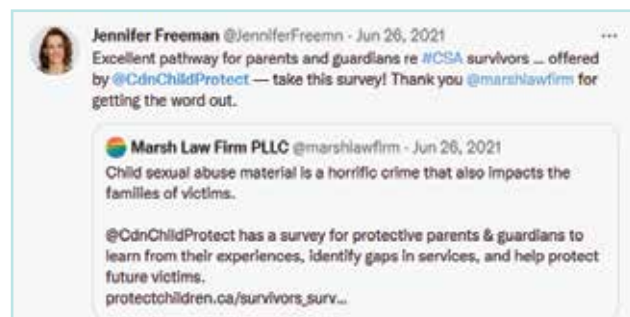 Jennifer Freeman @JenniferFreemn · Jun 26, 2021
Excellent pathway for parents and guardians re #CSA survivors ... offered
by @CdnChildProtect — take this survey! Thank you @marshlawfirm for
getting the word out.
Marsh Law Firm PLLC @marshlawfirm · Jun 26, 2021
Child sexual abuse material is a horrific crime that also impacts the
families of victims.
@CdnChildProtect has a survey for protective parents & guardians to
learn from their experiences, identify gaps in services, and help protect
future victims.
protectchildren.ca/survivors_surv...